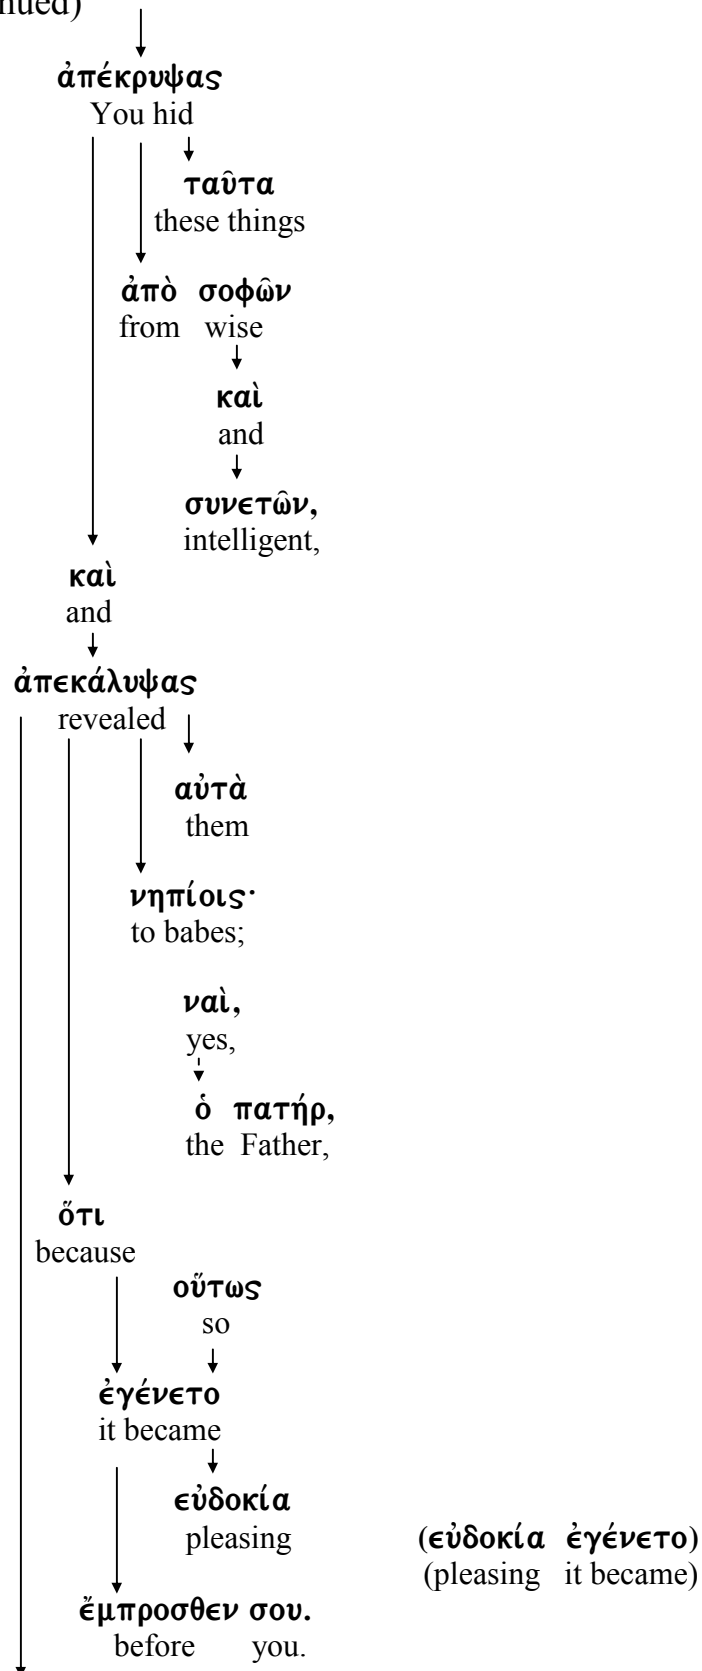 nued)
ἀπέκρυψας
You hid
ταῦτα
these things
ἀπὸ σοφῶν
from wise
καὶ
and
συνετῶν,
intelligent,
καὶ
and
ἀπεκάλυψας
revealed
αὐτὰ
them
νηπίοις·
to babes;
ναὶ,
yes,
ὁ πατήρ,
the Father,
ὅτι
because
οὕτως
so
ἐγένετο
it became
εὐδοκία
pleasing
(εὐδοκία ἐγένετο)
(pleasing it became)
ἔμπροσθεν σου.
before you.